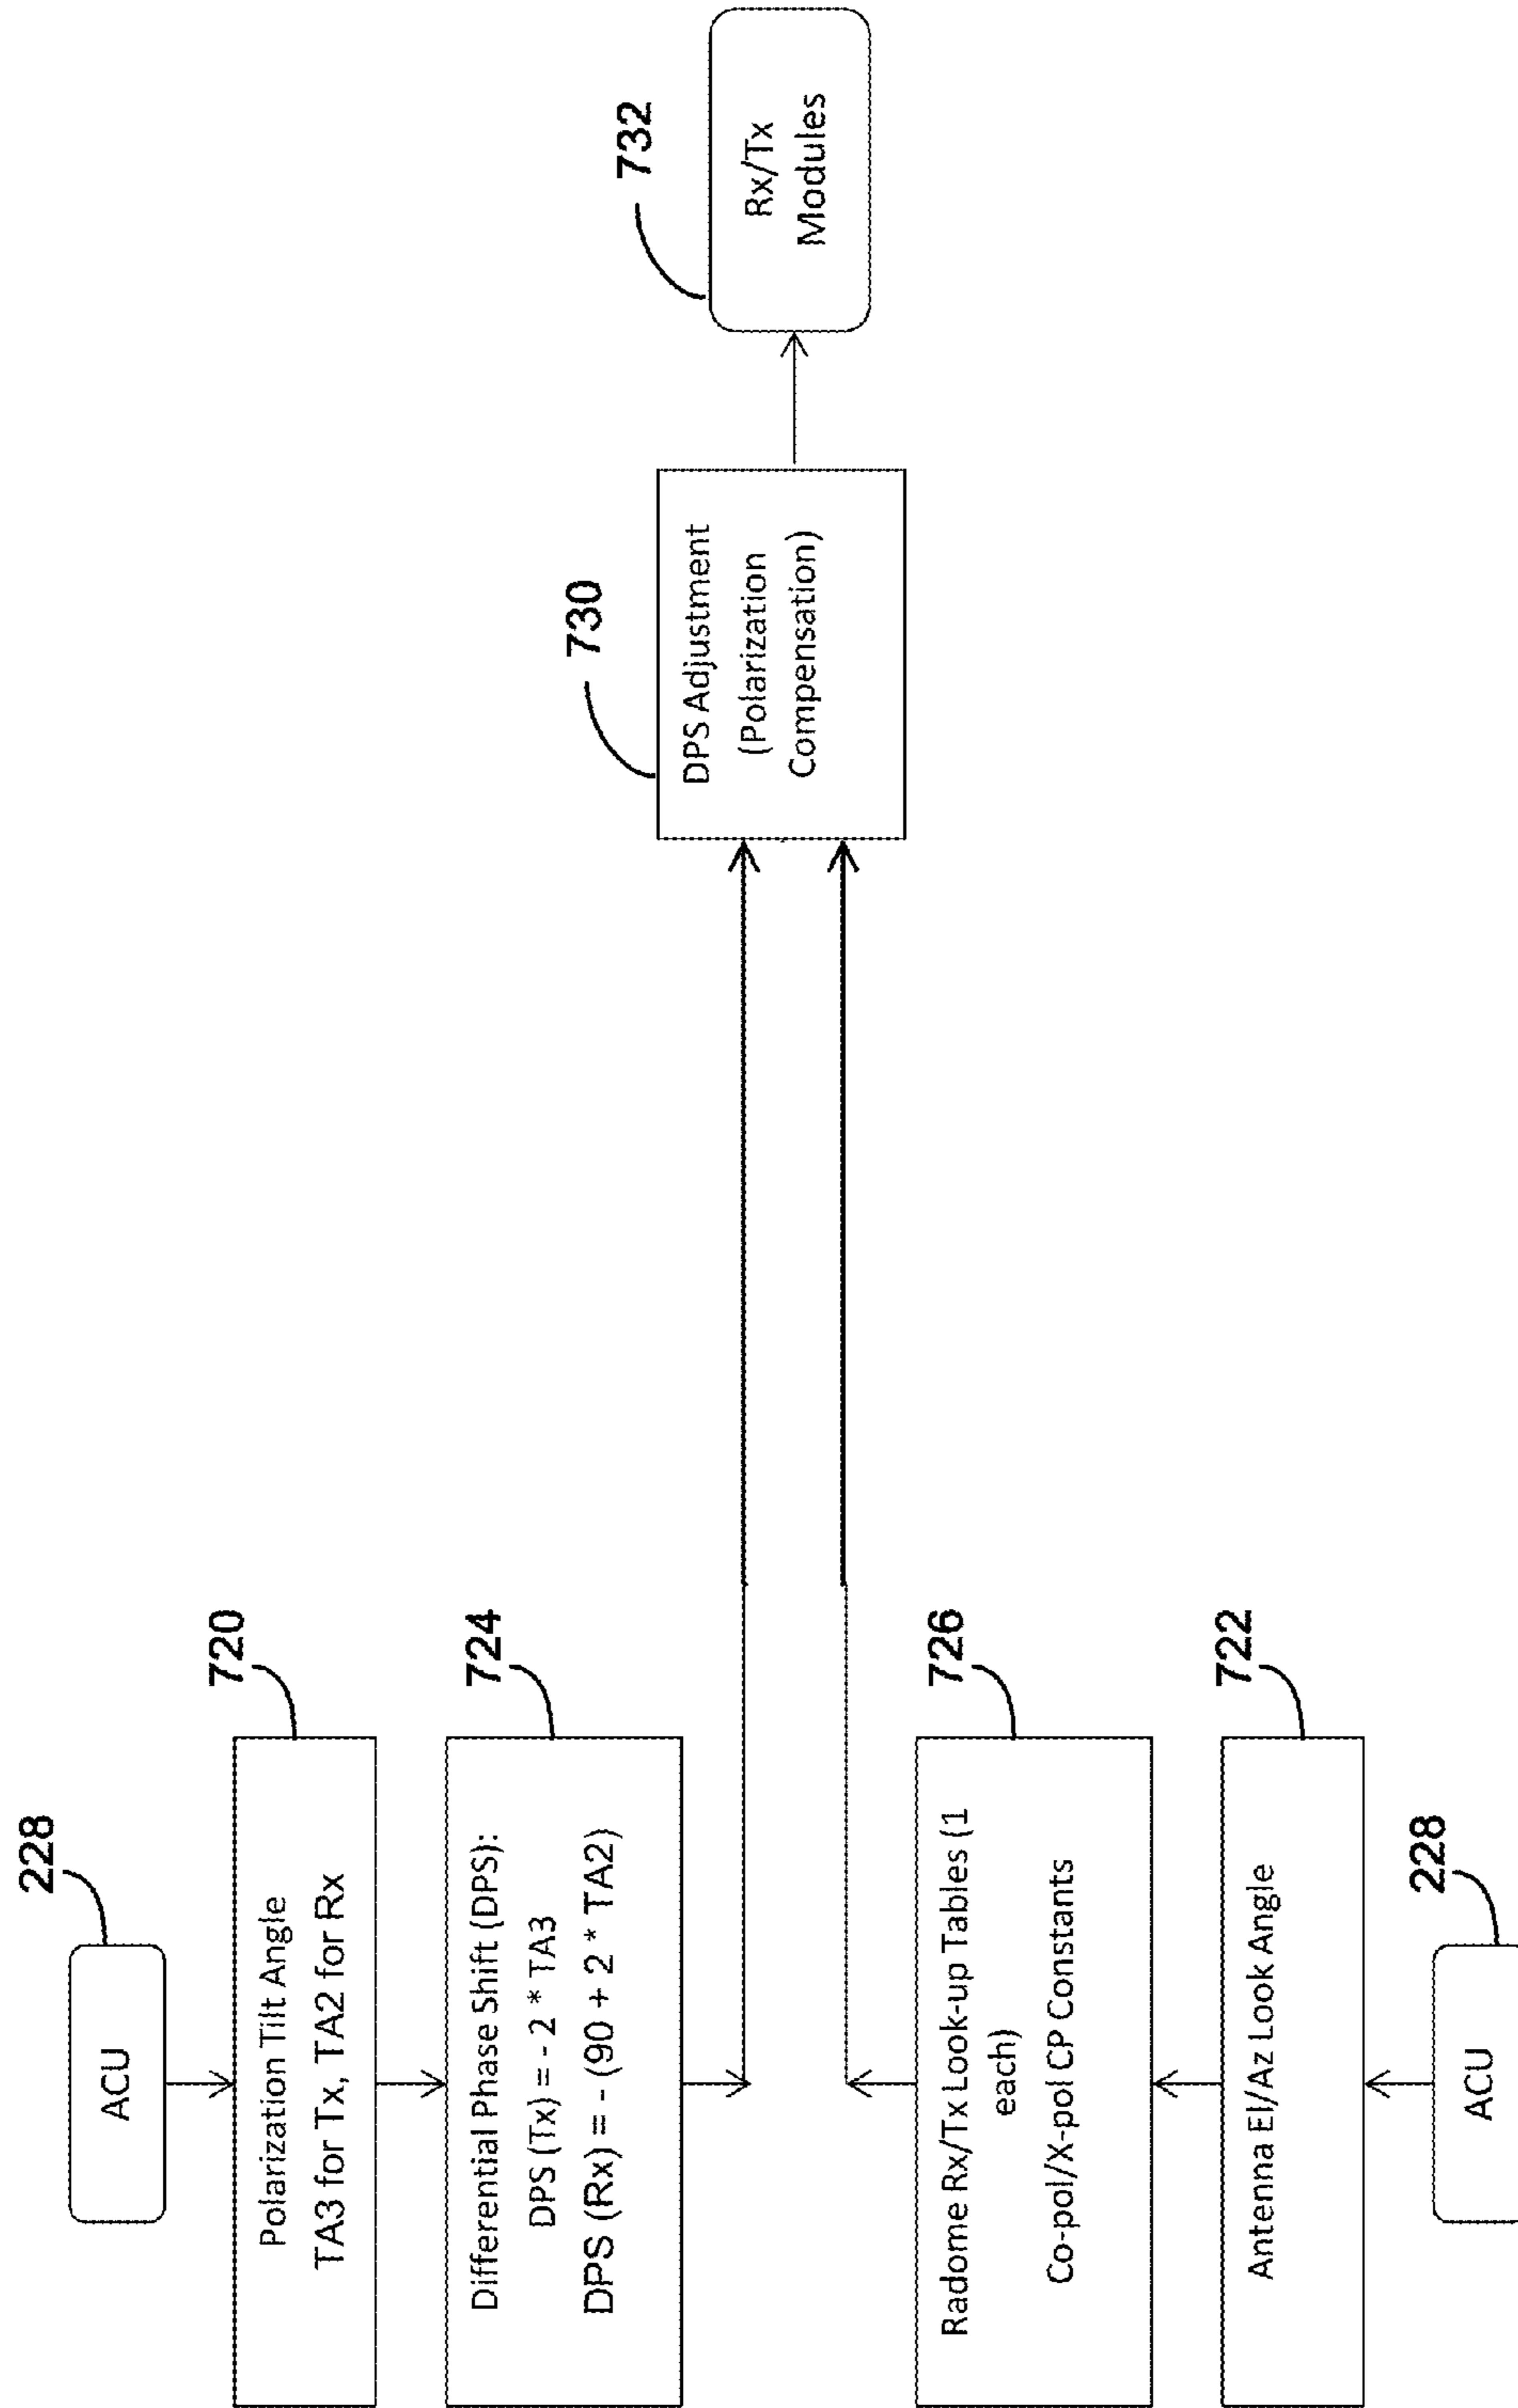 228
ACU
720
Polarization Tilt Angle
TA3 for Tx, TA2 for Rx
724
Differential Phase Shift (DPS):
DPS (Tx) = - 2 * TA3
DPS (Rx) = - (90 + 2 * TA2)
726
Radome Rx/Tx Look-up Tables (1
each)
Co-pol/X-pol CP Constants
722
Antenna El/Az Look Angle
228
ACU
730
DPS Adjustment
(Polarization
Compensation)
732
Rx/Tx
Modules